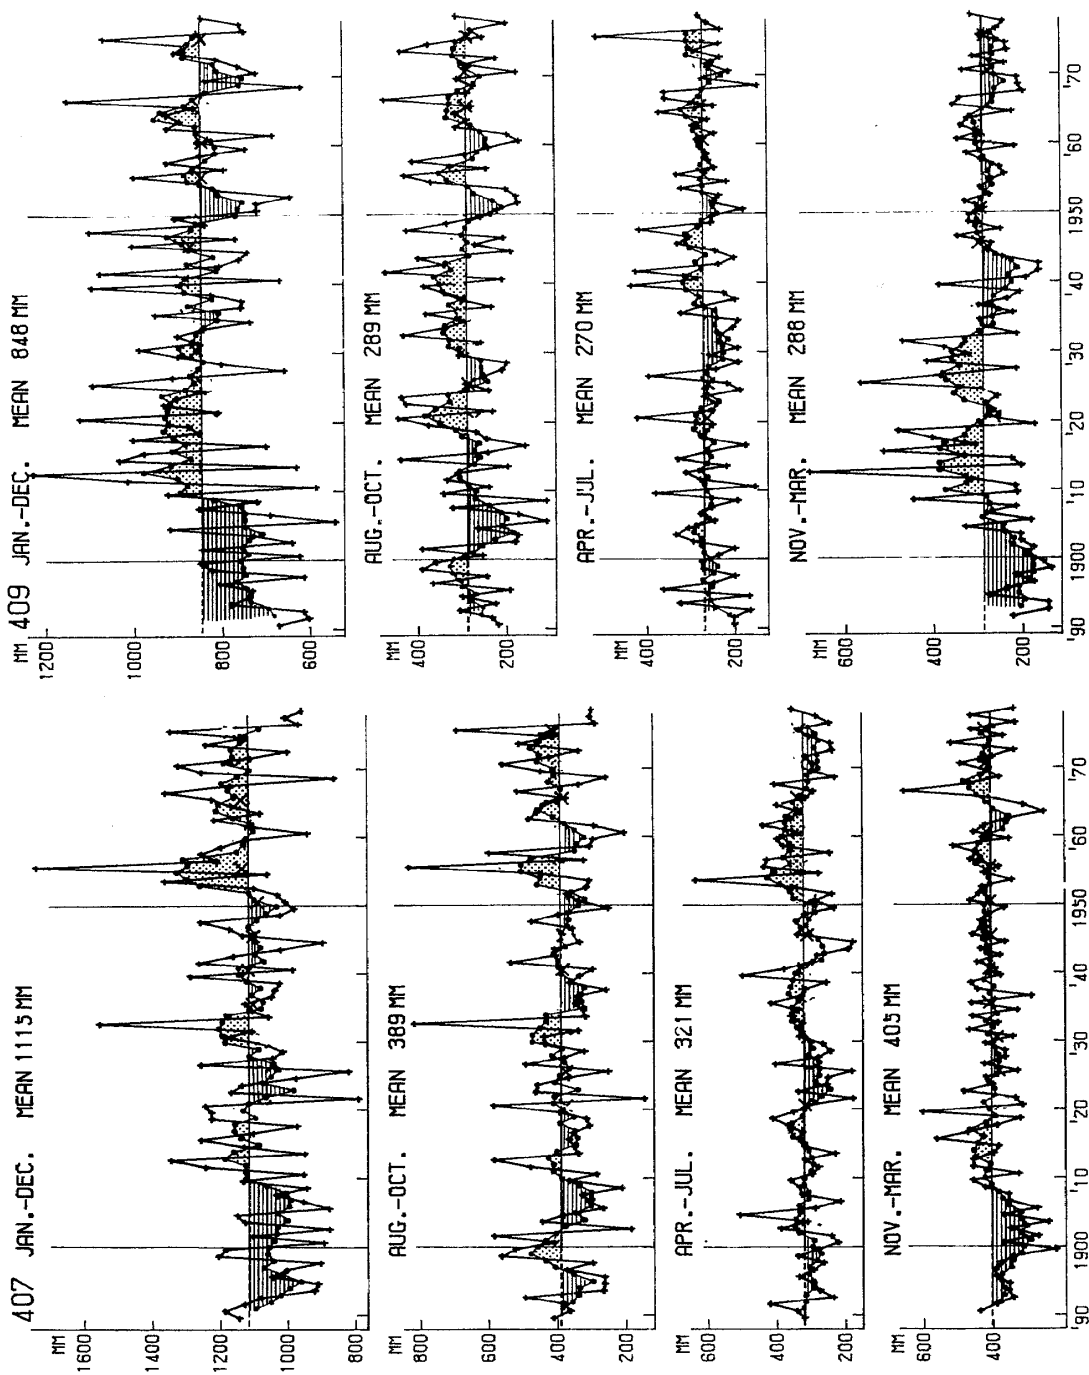 407 JAN.-DEC. MEAN 1115 MM
MM
1600
1400
1200
1000
AUG.-OCT. MEAN 389 MM
MM
800
600
400
200
APR.-JUL. MEAN 321 MM
MM
600
400
200
NOV.-MAR. MEAN 405 MM
MM
600
400
'90 1900 '10 '20 '30 '40 1950 '60 '70
409 JAN.-DEC. MEAN 848 MM
MM
1200
1000
800
600
AUG.-OCT. MEAN 289 MM
MM
400
200
APR.-JUL. MEAN 270 MM
MM
400
200
NOV.-MAR. MEAN 288 MM
MM
600
400
200
'90 1900 '10 '20 '30 '40 1950 '60 '70